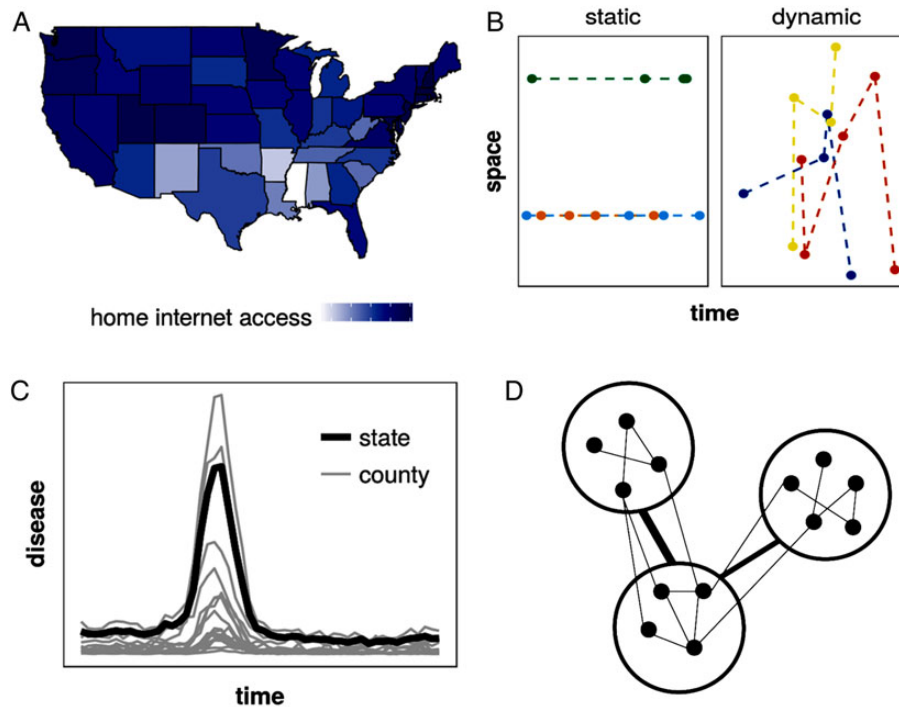 A
home internet access
B
static
dynamic
space
time
C
state
county
disease
time
D